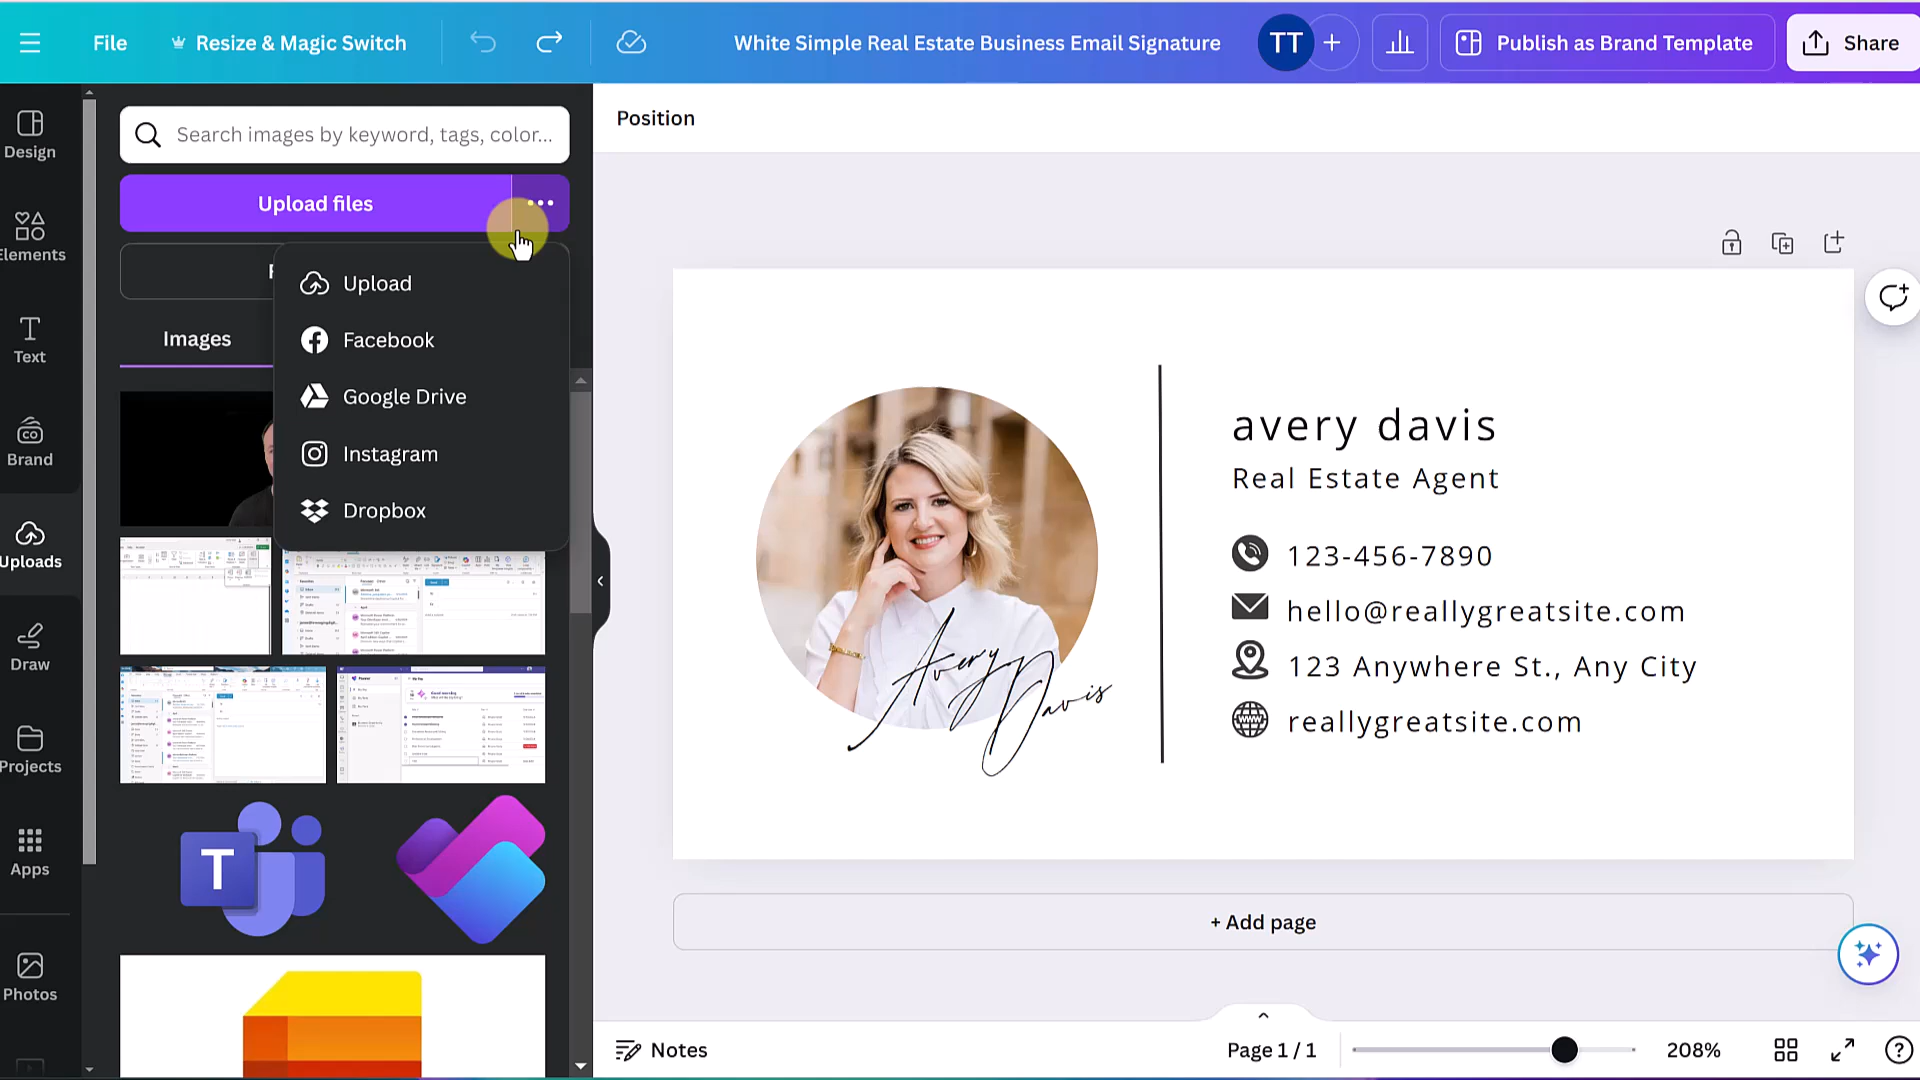 File
Resize & Magic Switch
White Simple Real Estate Business Email Signature
TT
Publish as Brand Template
Share
Design
Elements
Text
Brand
Uploads
Draw
Projects
Apps
Photos
Search images by keyword, tags, color...
Upload files
Upload
Facebook
Google Drive
Instagram
Dropbox
Images
T
Position
avery davis
Real Estate Agent
123-456-7890
hello@reallygreatsite.com
123 Anywhere St., Any City
reallygreatsite.com
Avery
Davis
+ Add page
Notes
Page 1 / 1
208%